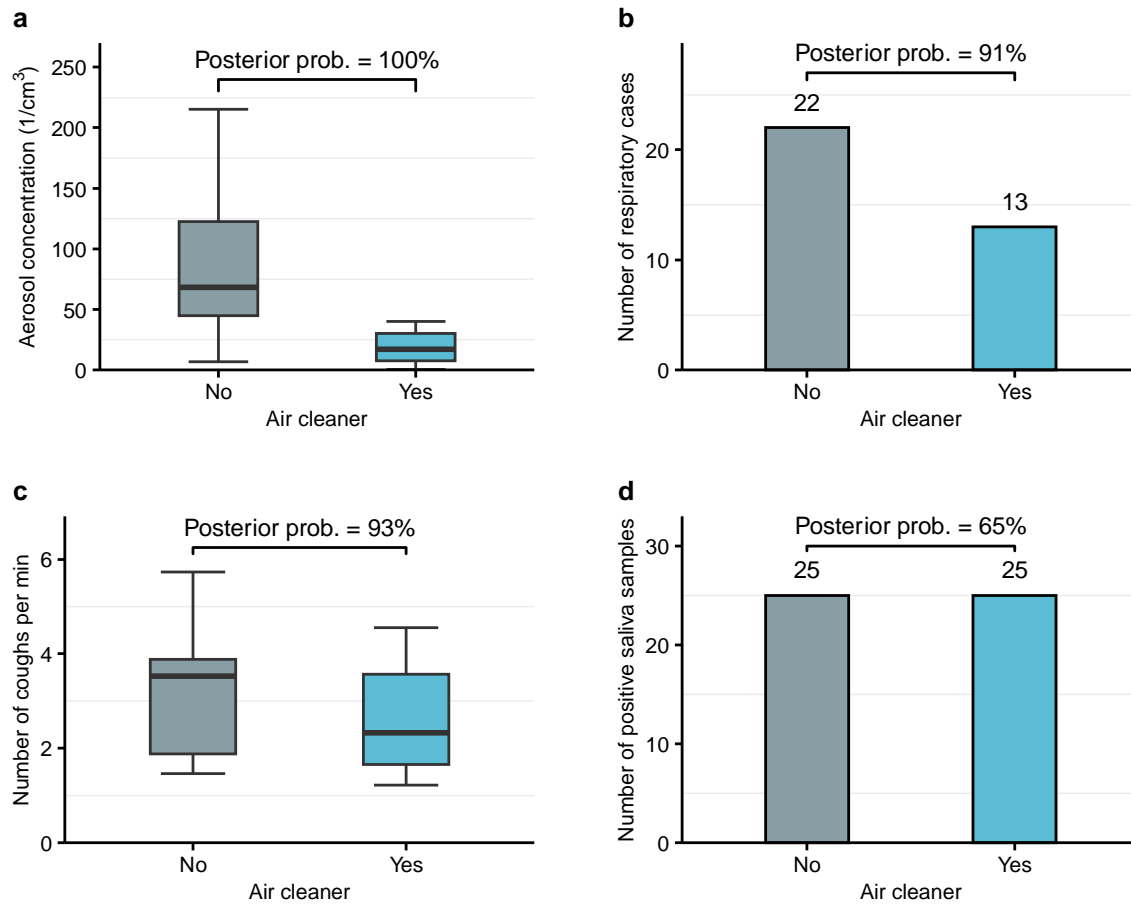 a
Posterior prob. = 100%
Aerosol concentration (1/cm³)
250
200
150
100
50
0
No Yes
Air cleaner
b
Posterior prob. = 91%
Number of respiratory cases
22
13
20
10
0
No Yes
Air cleaner
c
Posterior prob. = 93%
Number of coughs per min
6
4
2
0
No Yes
Air cleaner
d
Posterior prob. = 65%
Number of positive saliva samples
25 25
30
20
10
0
No Yes
Air cleaner